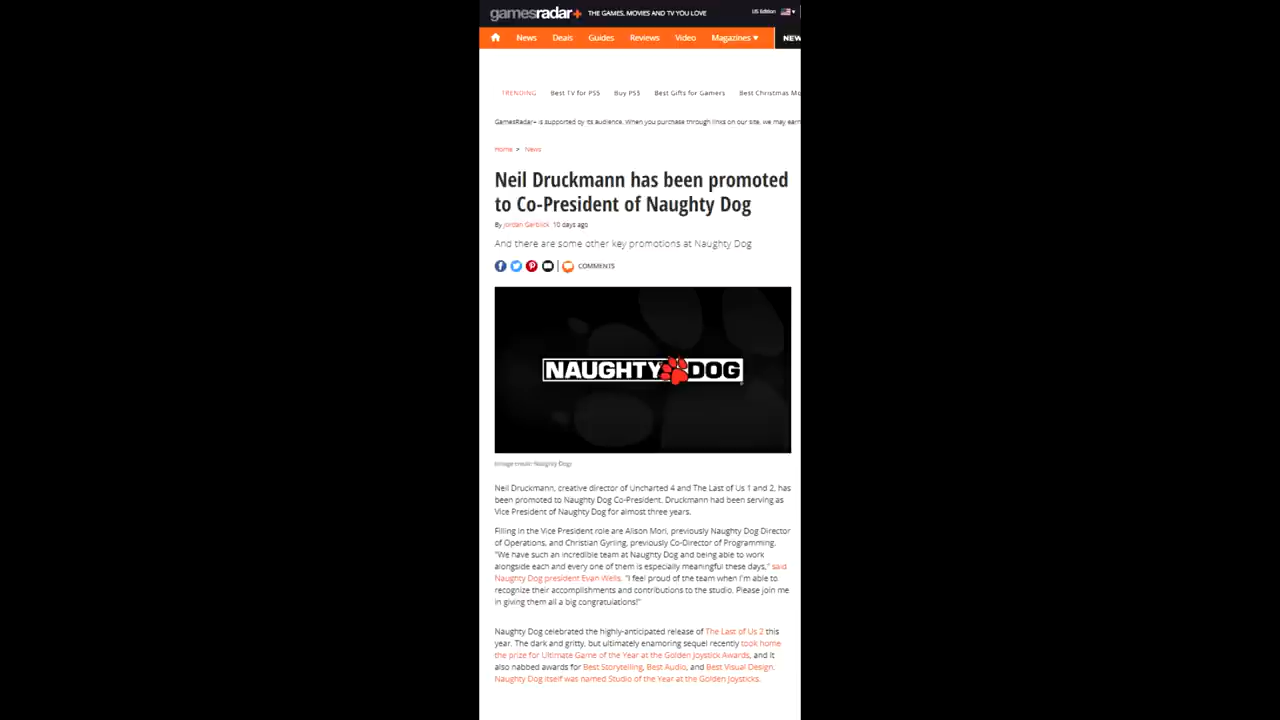 gamesradar+ THE GAMES, MOVIES AND TV YOU LOVE US Edition
News Deals Guides Reviews Video Magazines NEW
TRENDING Best TV for PS5 Buy PS5 Best Gifts for Gamers Best Christmas Mo
GamesRadar+ is supported by its audience. When you purchase through links on our site, we may earn
Home > News
Neil Druckmann has been promoted
to Co-President of Naughty Dog
By Jordan Gerblick 10 days ago
And there are some other key promotions at Naughty Dog
COMMENTS
NAUGHTY DOG
(Image credit: Naughty Dog)
Neil Druckmann, creative director of Uncharted 4 and The Last of Us 1 and 2, has
been promoted to Naughty Dog Co-President. Druckmann had been serving as
Vice President of Naughty Dog for almost three years.
Filling in the Vice President role are Alison Mori, previously Naughty Dog Director
of Operations, and Christian Gyrling, previously Co-Director of Programming.
"We have such an incredible team at Naughty Dog and being able to work
alongside each and every one of them is especially meaningful these days," said
Naughty Dog president Evan Wells. "I feel proud of the team when I'm able to
recognize their accomplishments and contributions to the studio. Please join me
in giving them all a big congratulations!"
Naughty Dog celebrated the highly-anticipated release of The Last of Us 2 this
year. The dark and gritty, but ultimately enamoring sequel recently took home
the prize for Ultimate Game of the Year at the Golden Joystick Awards, and it
also nabbed awards for Best Storytelling, Best Audio, and Best Visual Design.
Naughty Dog itself was named Studio of the Year at the Golden Joysticks.